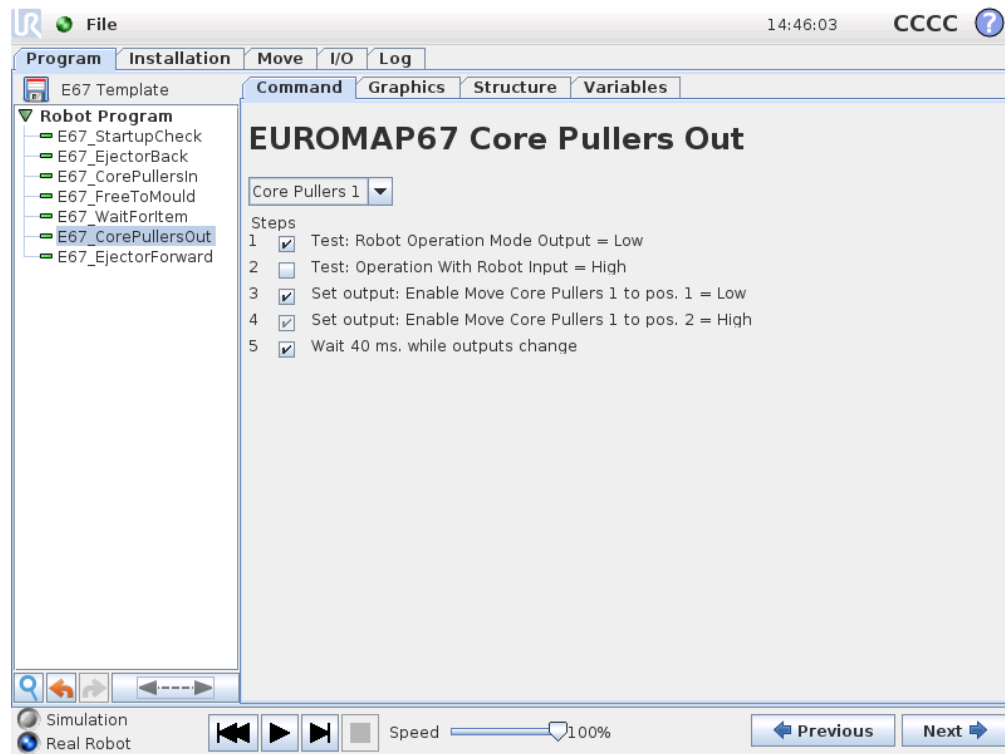 UR File 14:46:03 CCCC ?
Program Installation Move I/O Log
E67 Template
Command Graphics Structure Variables
Robot Program
E67_StartupCheck
E67_EjectorBack
E67_CorePullersIn
E67_FreeToMould
E67_WaitForItem
E67_CorePullersOut
E67_EjectorForward
EUROMAP67 Core Pullers Out
Core Pullers 1
Steps
1 Test: Robot Operation Mode Output = Low
2 Test: Operation With Robot Input = High
3 Set output: Enable Move Core Pullers 1 to pos. 1 = Low
4 Set output: Enable Move Core Pullers 1 to pos. 2 = High
5 Wait 40 ms. while outputs change
Simulation
Real Robot
Speed 100%
Previous Next